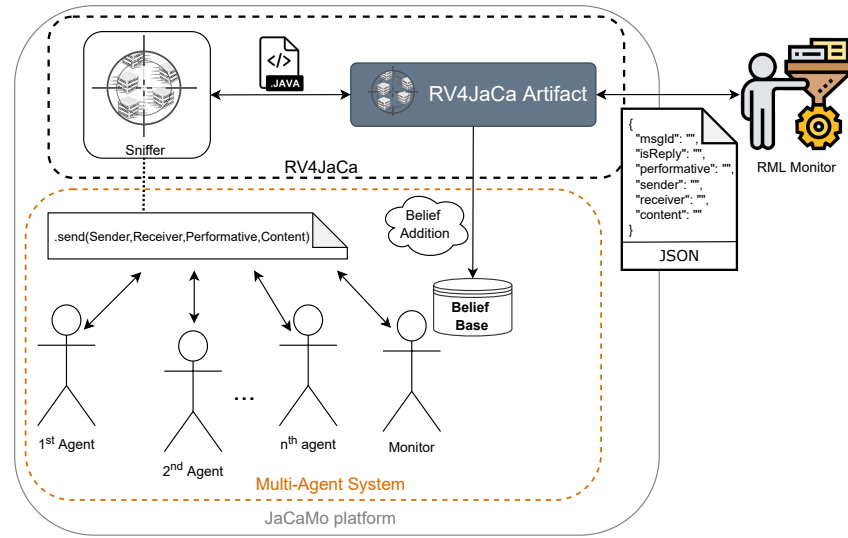 </>
.JAVA
Sniffer
RV4JaCa Artifact
RV4JaCa
{
"msgId": "",
"isReply": "",
"performative": "",
"sender": "",
"receiver": "",
"content": ""
}
JSON
RML Monitor
.send(Sender,Receiver,Performative,Content)
Belief
Addition
Belief
Base
1st Agent
2nd Agent
...
nth agent
Monitor
Multi-Agent System
JaCaMo platform